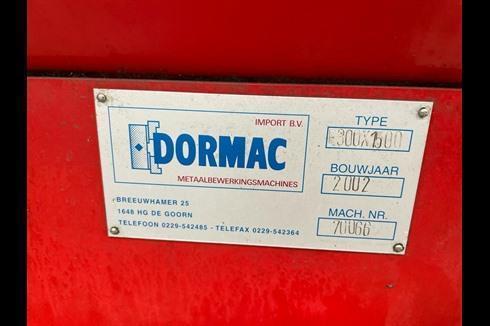 IMPORT B.V.
DORMAC
METAALBEWERKINGSMACHINES
BREEUWHAMER 25
1648 HG DE GOORN
TELEFOON 0229-542485 - TELEFAX 0229-542364
TYPE
-300X1500
BOUWJAAR
2002
MACH. NR.
70066